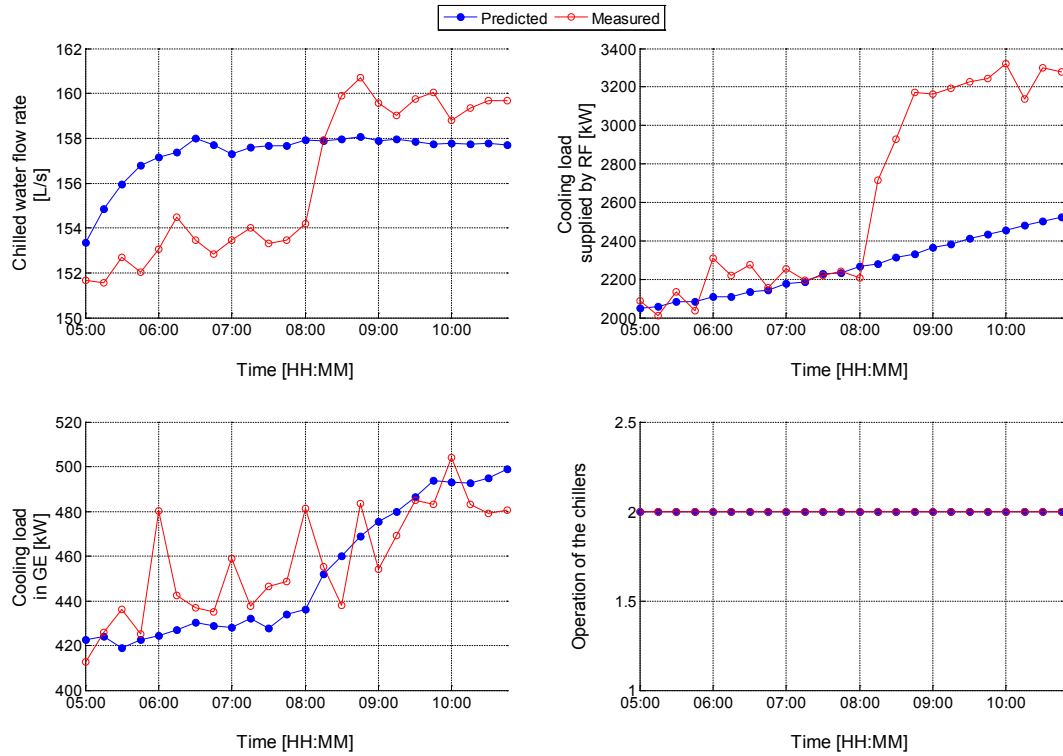 Predicted Measured
162
160
158
156
154
152
150
05:00 06:00 07:00 08:00 09:00 10:00
Chilled water flow rate
[L/s]
Time [HH:MM]
3400
3200
3000
2800
2600
2400
2200
2000
05:00 06:00 07:00 08:00 09:00 10:00
Cooling load
supplied by RF [kW]
Time [HH:MM]
520
500
480
460
440
420
400
05:00 06:00 07:00 08:00 09:00 10:00
Cooling load
in GE [kW]
Time [HH:MM]
2.5
2
1.5
1
05:00 06:00 07:00 08:00 09:00 10:00
Operation of the chillers
Time [HH:MM]